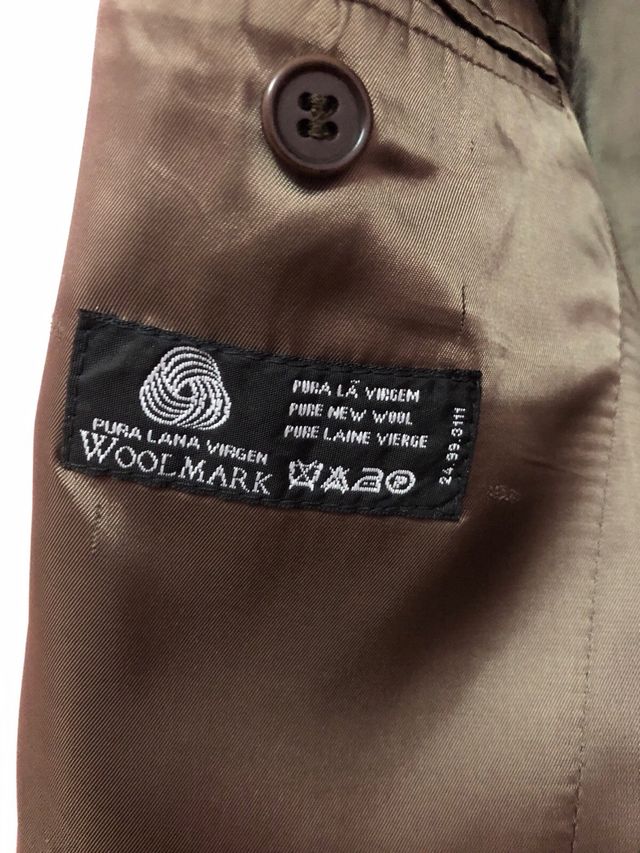 PURA LANA VIRGEN
WOOLMARK
PURA LÃ VIRGEM
PURE NEW WOOL
PURE LAINE VIERGE
P
24.99.3111